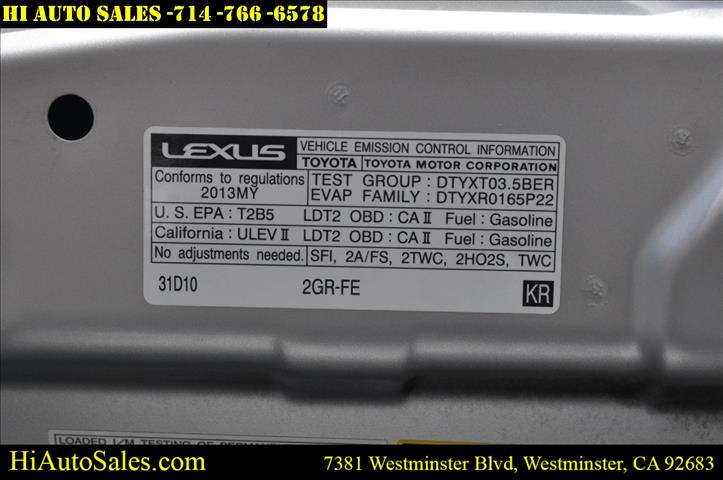 HI AUTO SALES -714 -766 -6578
LEXUS
VEHICLE EMISSION CONTROL INFORMATION
TOYOTA TOYOTA MOTOR CORPORATION
Conforms to regulations
2013MY
TEST GROUP : DTYXT03.5BER
EVAP FAMILY : DTYXR0165P22
U. S. EPA : T2B5 LDT2 OBD : CA II Fuel : Gasoline
California : ULEV II LDT2 OBD : CA II Fuel : Gasoline
No adjustments needed. SFI, 2A/FS, 2TWC, 2HO2S, TWC
31D10 2GR-FE KR
LOADED I/M TESTING OF
HiAutoSales.com
7381 Westminster Blvd, Westminster, CA 92683